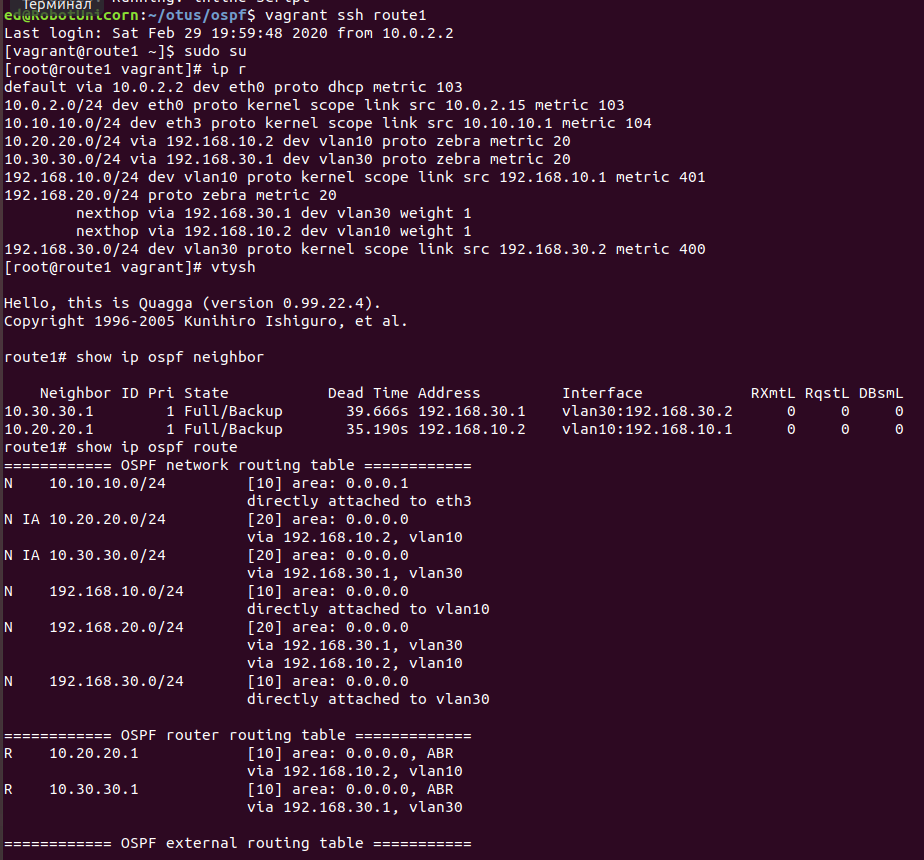 Терминал
ed@RobotUnicorn:~/otus/ospf$ vagrant ssh route1
Last login: Sat Feb 29 19:59:48 2020 from 10.0.2.2
[vagrant@route1 ~]$ sudo su
[root@route1 vagrant]# ip r
default via 10.0.2.2 dev eth0 proto dhcp metric 103
10.0.2.0/24 dev eth0 proto kernel scope link src 10.0.2.15 metric 103
10.10.10.0/24 dev eth3 proto kernel scope link src 10.10.10.1 metric 104
10.20.20.0/24 via 192.168.10.2 dev vlan10 proto zebra metric 20
10.30.30.0/24 via 192.168.30.1 dev vlan30 proto zebra metric 20
192.168.10.0/24 dev vlan10 proto kernel scope link src 192.168.10.1 metric 401
192.168.20.0/24 proto zebra metric 20
        nexthop via 192.168.30.1 dev vlan30 weight 1
        nexthop via 192.168.10.2 dev vlan10 weight 1
192.168.30.0/24 dev vlan30 proto kernel scope link src 192.168.30.2 metric 400
[root@route1 vagrant]# vtysh
Hello, this is Quagga (version 0.99.22.4).
Copyright 1996-2005 Kunihiro Ishiguro, et al.
route1# show ip ospf neighbor
    Neighbor ID Pri State           Dead Time Address         Interface            RXmtL RqstL DBsmL
10.30.30.1        1 Full/Backup       39.666s 192.168.30.1    vlan30:192.168.30.2      0     0     0
10.20.20.1        1 Full/Backup       35.190s 192.168.10.2    vlan10:192.168.10.1      0     0     0
route1# show ip ospf route
============ OSPF network routing table ============
N    10.10.10.0/24         [10] area: 0.0.0.1
                           directly attached to eth3
N IA 10.20.20.0/24         [20] area: 0.0.0.0
                           via 192.168.10.2, vlan10
N IA 10.30.30.0/24         [20] area: 0.0.0.0
                           via 192.168.30.1, vlan30
N    192.168.10.0/24       [10] area: 0.0.0.0
                           directly attached to vlan10
N    192.168.20.0/24       [20] area: 0.0.0.0
                           via 192.168.30.1, vlan30
                           via 192.168.10.2, vlan10
N    192.168.30.0/24       [10] area: 0.0.0.0
                           directly attached to vlan30
============ OSPF router routing table =============
R    10.20.20.1            [10] area: 0.0.0.0, ABR
                           via 192.168.10.2, vlan10
R    10.30.30.1            [10] area: 0.0.0.0, ABR
                           via 192.168.30.1, vlan30
============ OSPF external routing table ===========